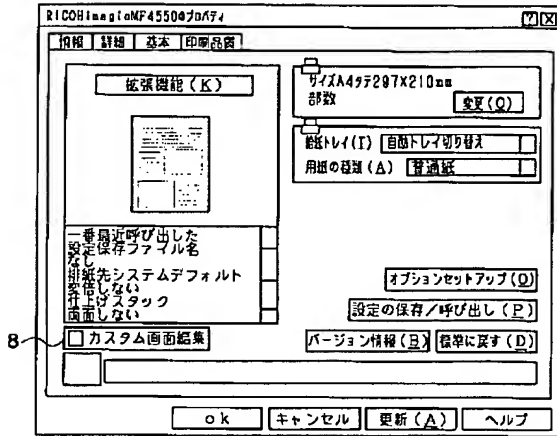 RICOHimagioMF4550のプロパティ
情報 詳細 基本 印刷品質
拡張機能(K)
サイズA4タテ297X210mm
部数 変更(Q)
給紙トレイ(T) 自動トレイ切り替え
用紙の種類(A) 普通紙
一番最近呼び出した
設定保存ファイル名
なし
排紙先システムデフォルト
変倍しない
仕上げスタック
両面しない
オプションセットアップ(O)
設定の保存/呼び出し(P)
8 カスタム画面編集
バージョン情報(B) 標準に戻す(D)
ok キャンセル 更新(A) ヘルプ